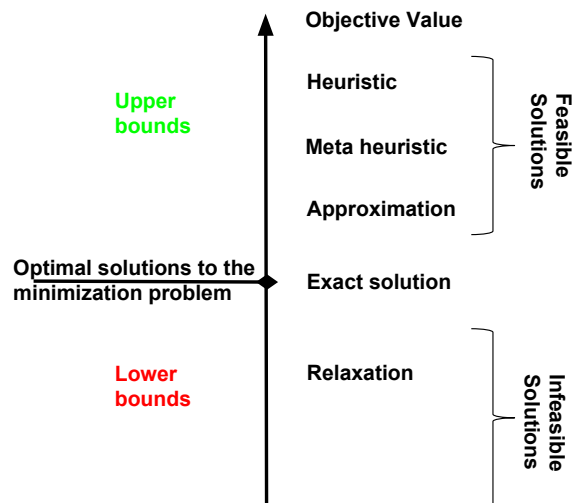 Objective Value
Upper
bounds
Heuristic
Meta heuristic
Approximation
Feasible
Solutions
Optimal solutions to the
minimization problem
Exact solution
Lower
bounds
Relaxation
Infeasible
Solutions